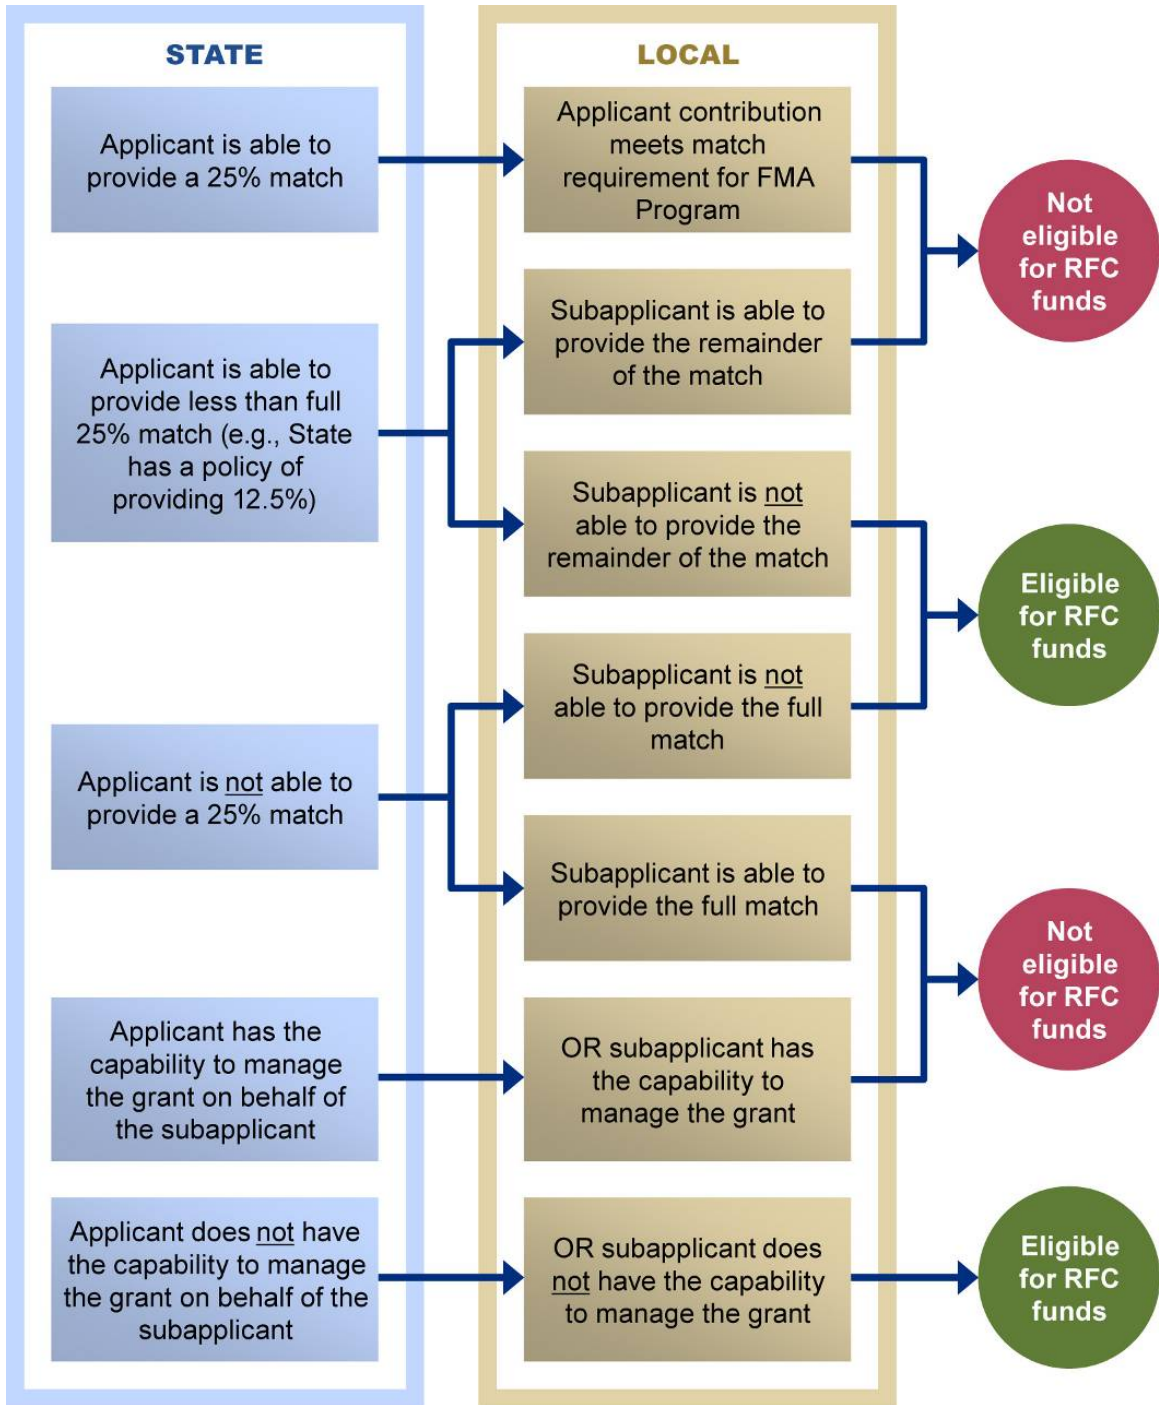 STATE
LOCAL
Applicant is able to
provide a 25% match
Applicant contribution
meets match
requirement for FMA
Program
Not
eligible
for RFC
funds
Applicant is able to
provide less than full
25% match (e.g., State
has a policy of
providing 12.5%)
Subapplicant is able to
provide the remainder
of the match
Subapplicant is not
able to provide the
remainder of the match
Eligible
for RFC
funds
Applicant is not able to
provide a 25% match
Subapplicant is not
able to provide the full
match
Subapplicant is able to
provide the full match
Not
eligible
for RFC
funds
Applicant has the
capability to manage
the grant on behalf of
the subapplicant
OR subapplicant has
the capability to
manage the grant
Applicant does not have
the capability to manage
the grant on behalf of the
subapplicant
OR subapplicant does
not have the capability
to manage the grant
Eligible
for RFC
funds